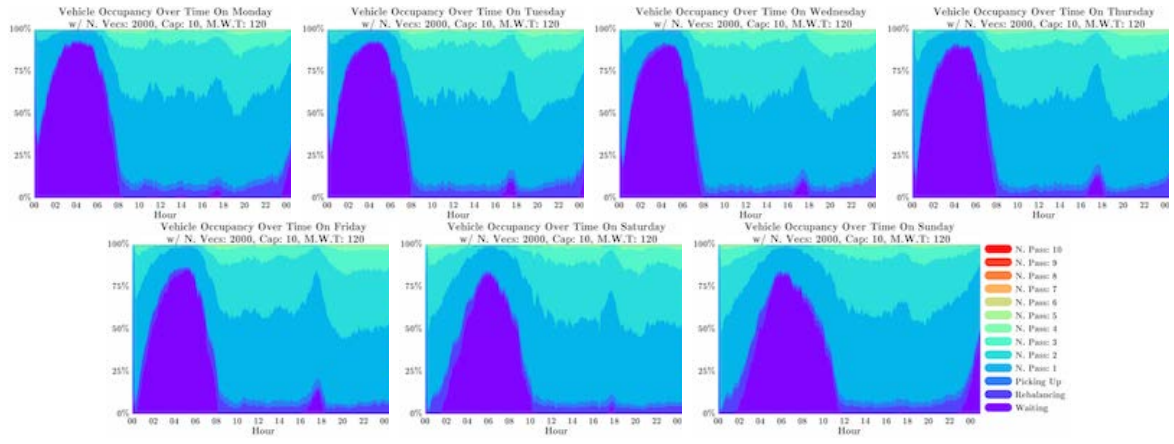 Vehicle Occupancy Over Time On Monday
w/ N. Vecs: 2000, Cap: 10, M.W.T: 120
100%
75%
50%
25%
0%
00 02 04 06 08 10 12 14 16 18 20 22 00
Hour
Vehicle Occupancy Over Time On Tuesday
w/ N. Vecs: 2000, Cap: 10, M.W.T: 120
100%
75%
50%
25%
0%
00 02 04 06 08 10 12 14 16 18 20 22 00
Hour
Vehicle Occupancy Over Time On Wednesday
w/ N. Vecs: 2000, Cap: 10, M.W.T: 120
100%
75%
50%
25%
0%
00 02 04 06 08 10 12 14 16 18 20 22 00
Hour
Vehicle Occupancy Over Time On Thursday
w/ N. Vecs: 2000, Cap: 10, M.W.T: 120
100%
75%
50%
25%
0%
00 02 04 06 08 10 12 14 16 18 20 22 00
Hour
Vehicle Occupancy Over Time On Friday
w/ N. Vecs: 2000, Cap: 10, M.W.T: 120
100%
75%
50%
25%
0%
00 02 04 06 08 10 12 14 16 18 20 22 00
Hour
Vehicle Occupancy Over Time On Saturday
w/ N. Vecs: 2000, Cap: 10, M.W.T: 120
100%
75%
50%
25%
0%
00 02 04 06 08 10 12 14 16 18 20 22 00
Hour
Vehicle Occupancy Over Time On Sunday
w/ N. Vecs: 2000, Cap: 10, M.W.T: 120
100%
75%
50%
25%
0%
00 02 04 06 08 10 12 14 16 18 20 22 00
Hour
N. Pass: 10
N. Pass: 9
N. Pass: 8
N. Pass: 7
N. Pass: 6
N. Pass: 5
N. Pass: 4
N. Pass: 3
N. Pass: 2
N. Pass: 1
Picking Up
Rebalancing
Waiting